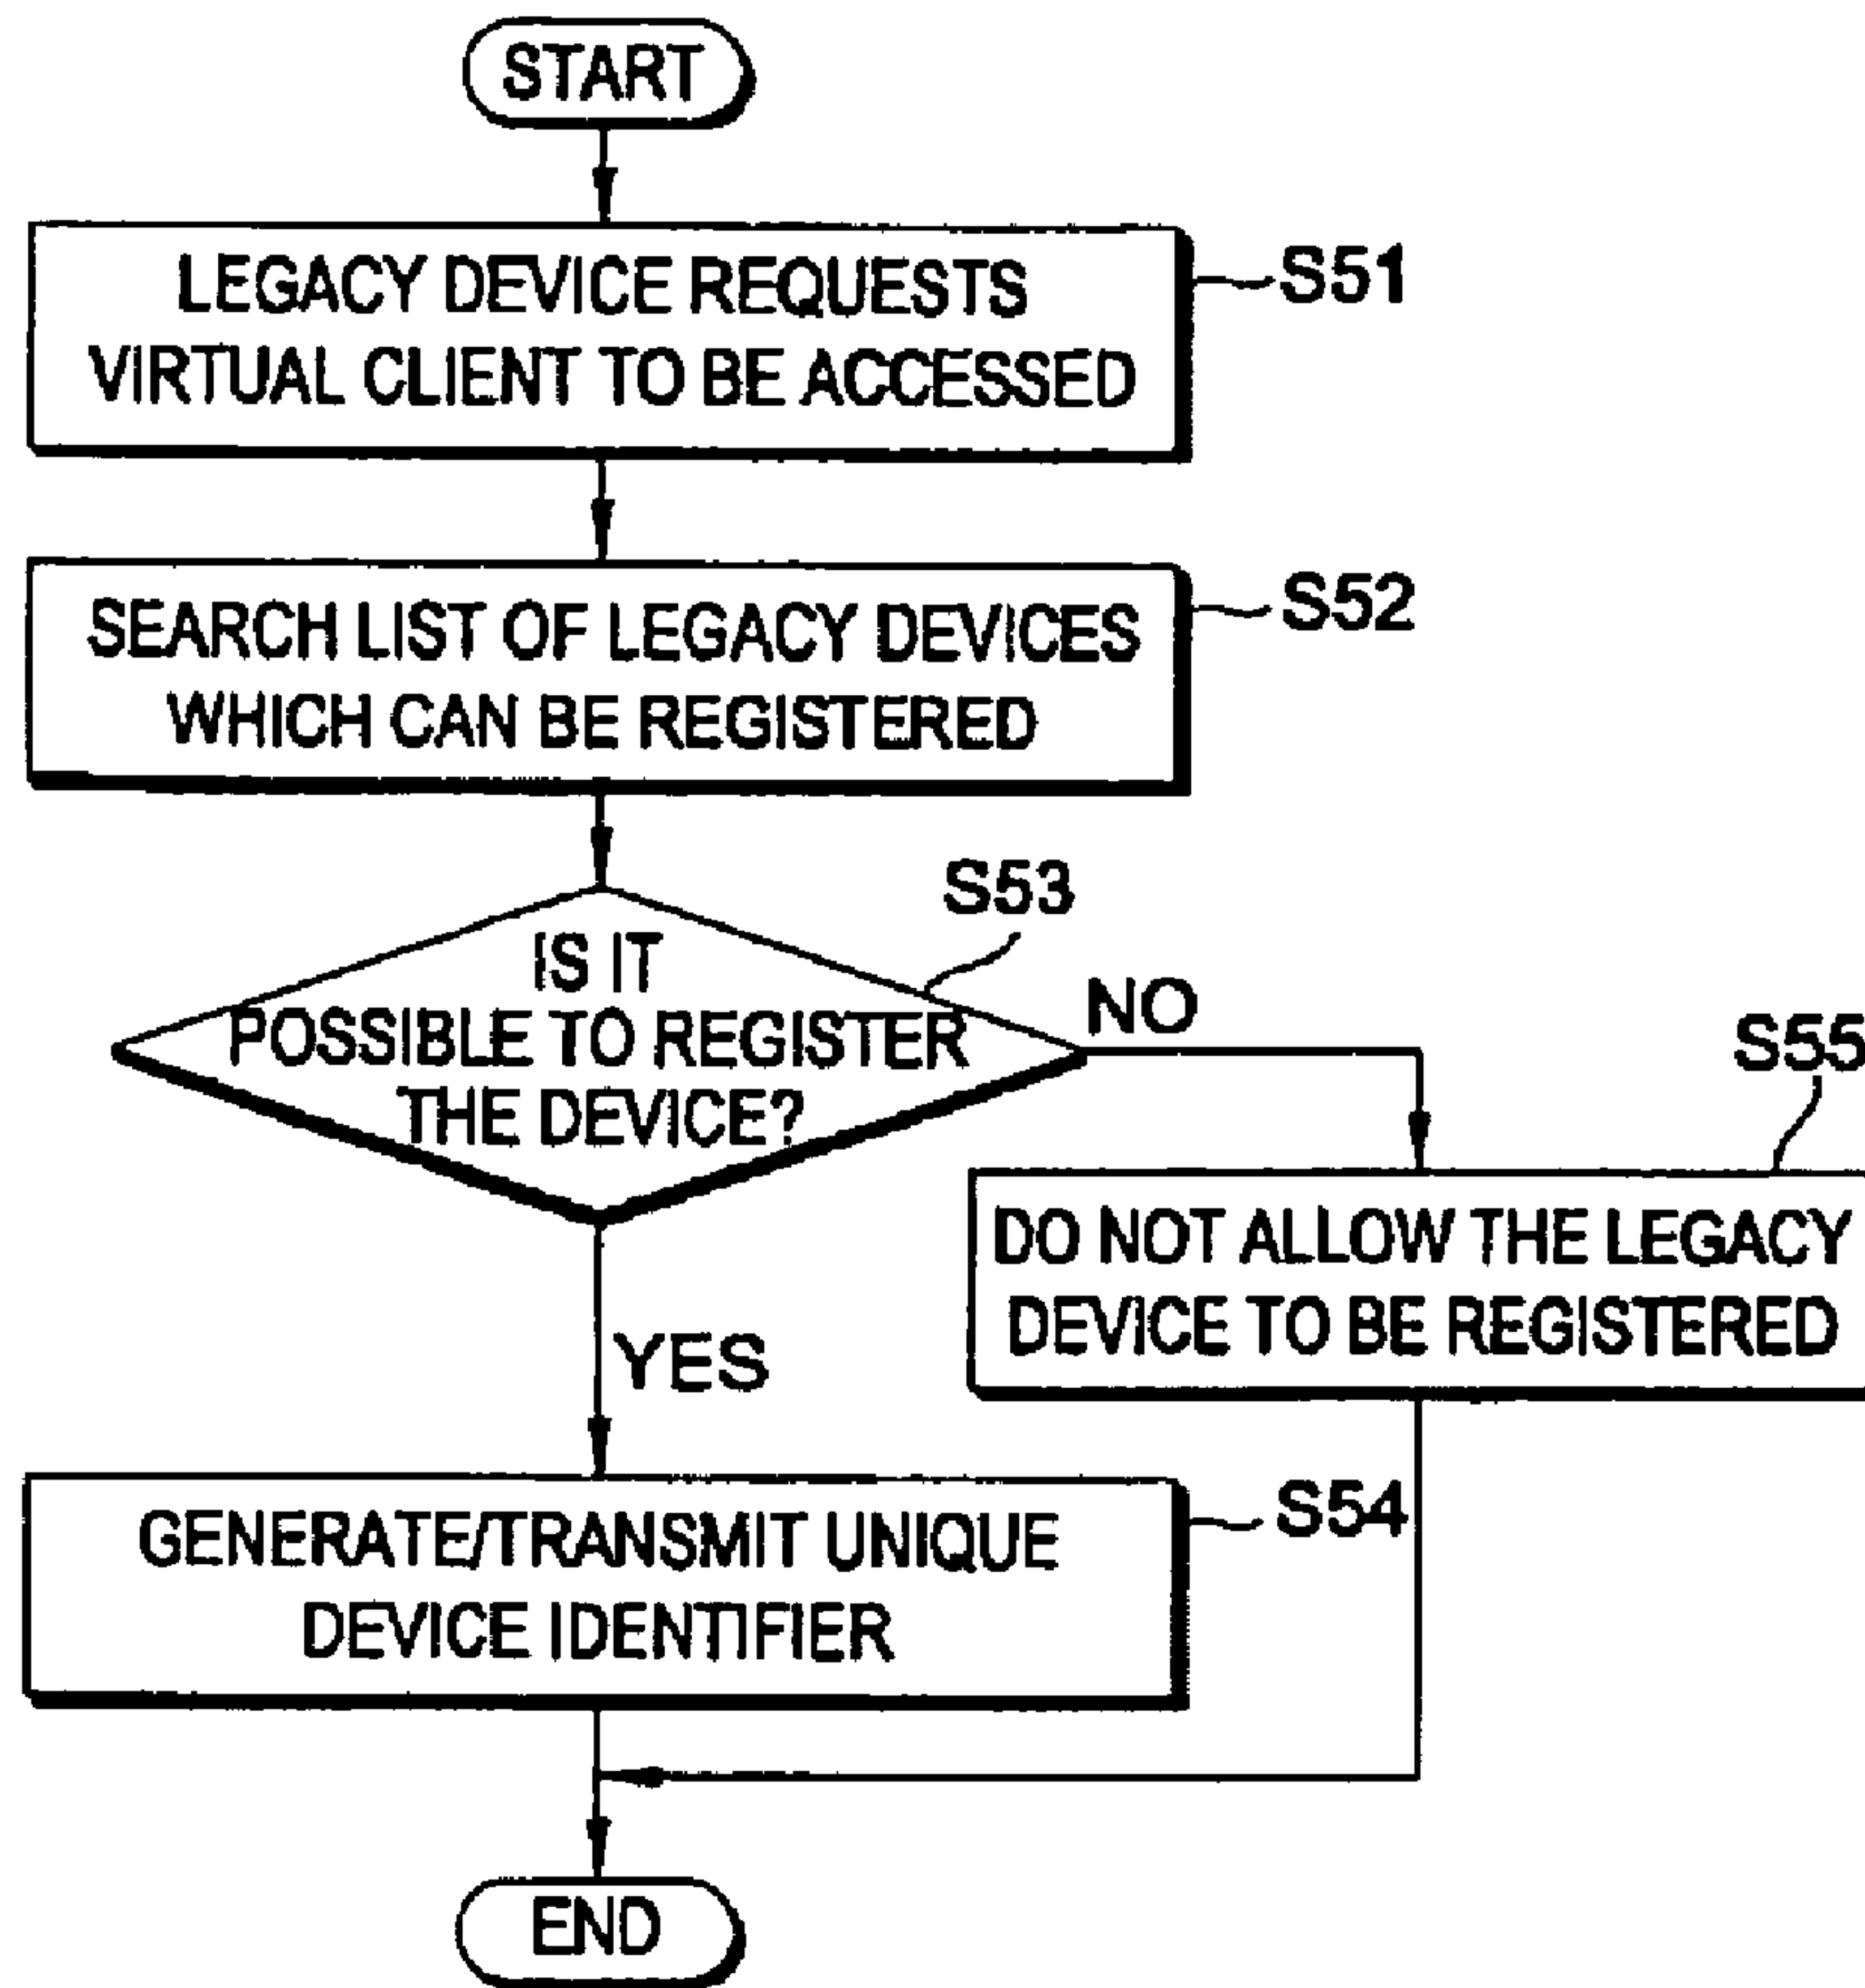 START
LEGACY DEVICE REQUESTS
VIRTUAL CLIENT TO BE ACCESSED
S51
SEARCH LIST OF LEGACY DEVICES
WHICH CAN BE REGISTERED
S52
S53
IS IT
POSSIBLE TO REGISTER
THE DEVICE?
NO
S55
DO NOT ALLOW THE LEGACY
DEVICE TO BE REGISTERED
YES
GENERATE/TRANSMIT UNIQUE
DEVICE IDENTIFIER
S54
END